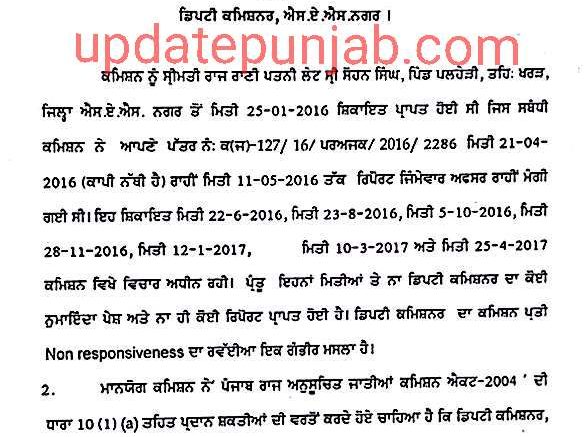 ਡਿਪਟੀ ਕਮਿਸ਼ਨਰ, ਐਸ.ਏ.ਐਸ.ਨਗਰ ।
updatepunjab.com
ਕਮਿਸ਼ਨ ਨੂੰ ਸ੍ਰੀਮਤੀ ਰਾਜ ਰਾਣੀ ਪਤਨੀ ਲੇਟ ਸ੍ਰੀ ਸੋਹਨ ਸਿੰਘ, ਪਿੰਡ ਪਲਹੇੜੀ, ਤਹਿ: ਖਰੜ,
ਜਿਲ੍ਹਾ ਐਸ.ਏ.ਐਸ. ਨਗਰ ਤੋਂ ਮਿਤੀ 25-01-2016 ਸ਼ਿਕਾਇਤ ਪ੍ਰਾਪਤ ਹੋਈ ਸੀ ਜਿਸ ਸਬੰਧੀ
ਕਮਿਸ਼ਨ ਨੇ ਆਪਣੇ ਪੱਤਰ ਨੰ: ਕ(ਜ)-127/ 16/ ਪਰਅਜਕ/ 2016/ 2286 ਮਿਤੀ 21-04-
2016 (ਕਾਪੀ ਨੱਬੀ ਹੈ) ਰਾਹੀਂ ਮਿਤੀ 11-05-2016 ਤੱਕ ਰਿਪੋਰਟ ਜਿੰਮੇਵਾਰ ਅਫਸਰ ਰਾਹੀਂ ਮੰਗੀ
ਗਈ ਸੀ। ਇਹ ਸ਼ਿਕਾਇਤ ਮਿਤੀ 22-6-2016, ਮਿਤੀ 23-8-2016, ਮਿਤੀ 5-10-2016, ਮਿਤੀ
28-11-2016, ਮਿਤੀ 12-1-2017, ਮਿਤੀ 10-3-2017 ਅਤੇ ਮਿਤੀ 25-4-2017
ਕਮਿਸ਼ਨ ਵਿਖੇ ਵਿਚਾਰ ਅਧੀਨ ਰਹੀ। ਪ੍ਰੰਤੂ ਇਹਨਾਂ ਮਿਤੀਆਂ ਤੇ ਨਾ ਡਿਪਟੀ ਕਮਿਸ਼ਨਰ ਦਾ ਕੋਈ
ਨੁਮਾਇੰਦਾ ਪੇਸ਼ ਅਤੇ ਨਾ ਹੀ ਕੋਈ ਰਿਪੋਰਟ ਪ੍ਰਾਪਤ ਹੋਈ ਹੈ। ਡਿਪਟੀ ਕਮਿਸ਼ਨਰ ਦਾ ਕਮਿਸ਼ਨ ਪ੍ਰਤੀ
Non responsiveness ਦਾ ਰਵੱਈਆ ਇਕ ਗੰਭੀਰ ਮਸਲਾ ਹੈ।
2. ਮਾਨਯੋਗ ਕਮਿਸ਼ਨ ਨੇ 'ਪੰਜਾਬ ਰਾਜ ਅਨੁਸੂਚਿਤ ਜਾਤੀਆਂ ਕਮਿਸ਼ਨ ਐਕਟ-2004 ' ਦੀ
ਧਾਰਾ 10 (1) (a) ਤਹਿਤ ਪ੍ਰਦਾਨ ਸ਼ਕਤੀਆਂ ਦੀ ਵਰਤੋਂ ਕਰਦੇ ਹੋਏ ਚਾਹਿਆ ਹੈ ਕਿ ਡਿਪਟੀ ਕਮਿਸ਼ਨਰ,